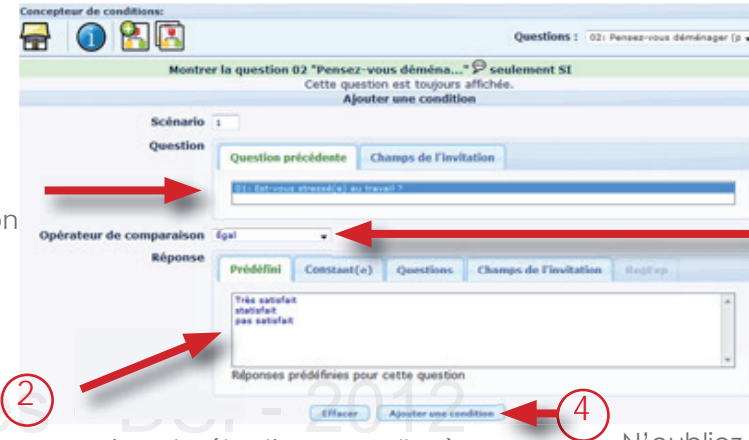 Concepteur de conditions:
Questions : 02: Pensez-vous déménager (p
Montrer la question 02 "Pensez-vous déména..." seulement SI
Cette question est toujours affichée.
Ajouter une condition
Scénario 1
Question
Question précédente Champs de l'invitation
01: Est-vous stressé(e) au travail ?
on
Opérateur de comparaison Égal
Réponse
Prédéfini Constant(e) Questions Champs de l'invitation RegExp
Très satisfait
statisfait
pas satisfait
Réponses prédéfinies pour cette question
2
4
Effacer Ajouter une condition
- 2012
N'oubliez